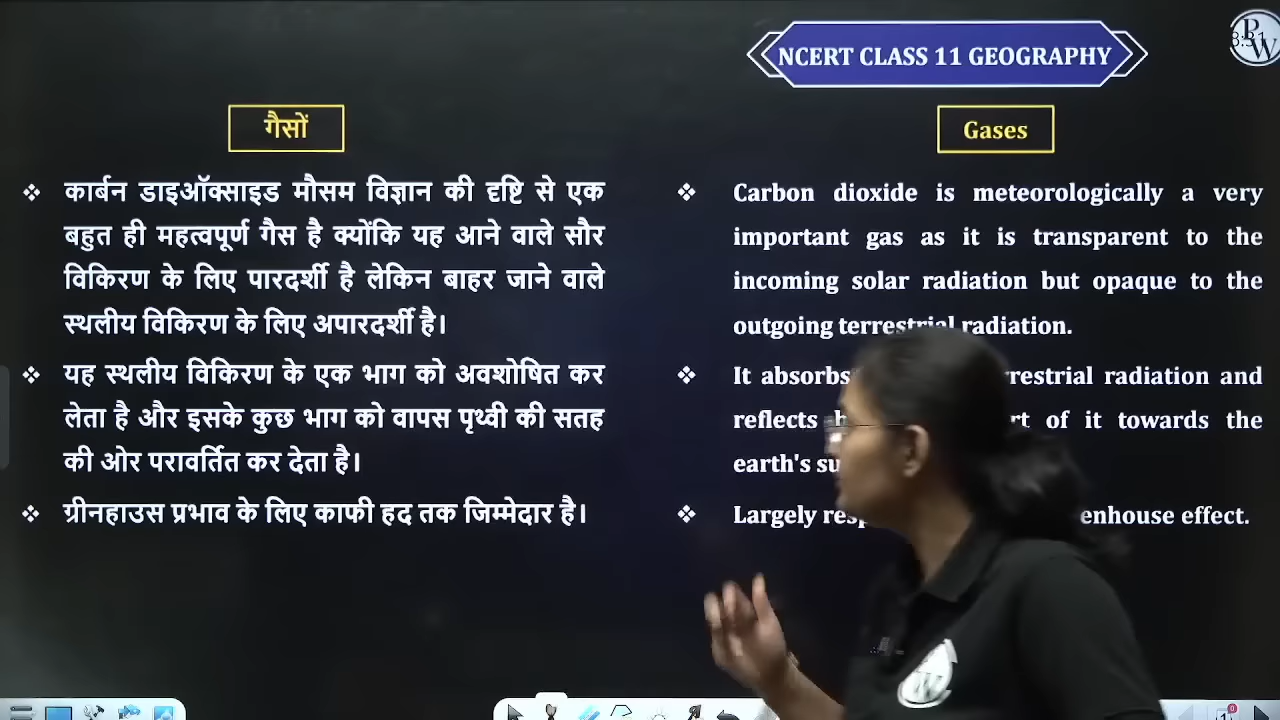 NCERT CLASS 11 GEOGRAPHY
गैसों
कार्बन डाइऑक्साइड मौसम विज्ञान की दृष्टि से एक
बहुत ही महत्वपूर्ण गैस है क्योंकि यह आने वाले सौर
विकिरण के लिए पारदर्शी है लेकिन बाहर जाने वाले
स्थलीय विकिरण के लिए अपारदर्शी है।
यह स्थलीय विकिरण के एक भाग को अवशोषित कर
लेता है और इसके कुछ भाग को वापस पृथ्वी की सतह
की ओर परावर्तित कर देता है।
ग्रीनहाउस प्रभाव के लिए काफी हद तक जिम्मेदार है।
Gases
Carbon dioxide is meteorologically a very
important gas as it is transparent to the
incoming solar radiation but opaque to the
outgoing terrestrial radiation.
It absorbs radiation and
reflects of it towards the
earth's
Largely effect.